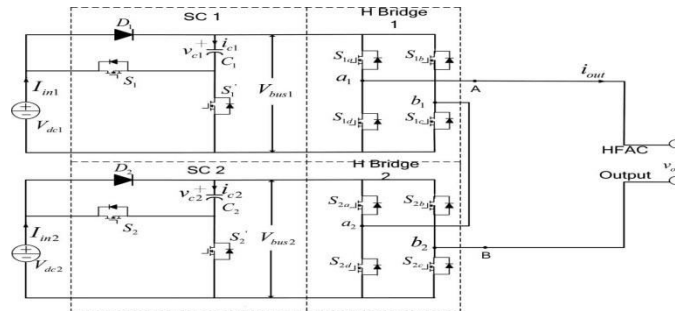 SC 1
H Bridge
1
D1
vc1 + ic1
C1
S1a
S1b
iout
a1
A
Iin1
S1
S1'
Vbus1
b1
Vdc1
S1d
S1c
HFAC
Output
vo
SC 2
H Bridge
2
D2
vc2 + ic2
C2
S2a
S2b
Iin2
S2
S2'
Vbus2
a2
b2
B
Vdc2
S2d
S2c